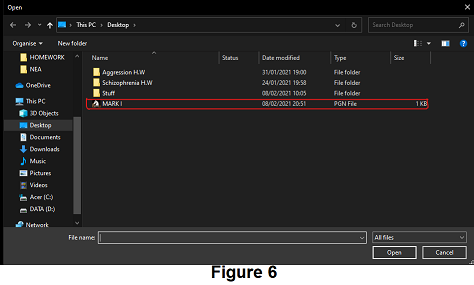 Open
This PC
Desktop
Search Desktop
Organise
New folder
Name
Status
Date modified
Type
Size
HOMEWORK
NEA
OneDrive
This PC
3D Objects
Desktop
Documents
Downloads
Music
Pictures
Videos
Acer (C:)
DATA (D:)
Network
Aggression H.W 31/01/2021 19:00 File folder
Schizophrenia H.W 24/01/2021 19:58 File folder
Stuff 08/02/2021 10:05 File folder
MARK I 08/02/2021 20:51 PGN File 1 KB
File name:
All files
Open
Cancel
Figure 6